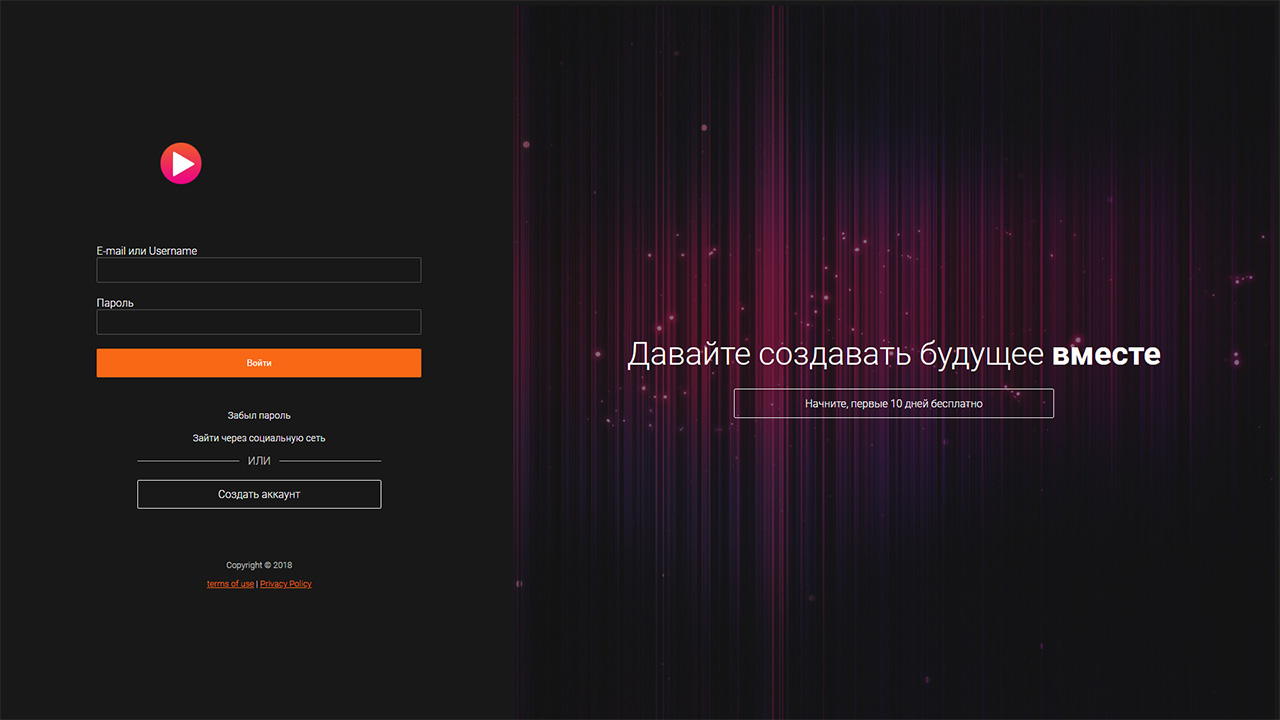 E-mail или Username
Пароль
Войти
Забыл пароль
Зайти через социальную сеть
ИЛИ
Создать аккаунт
Copyright © 2018
terms of use | Privacy Policy
Давайте создавать будущее вместе
Начните, первые 10 дней бесплатно